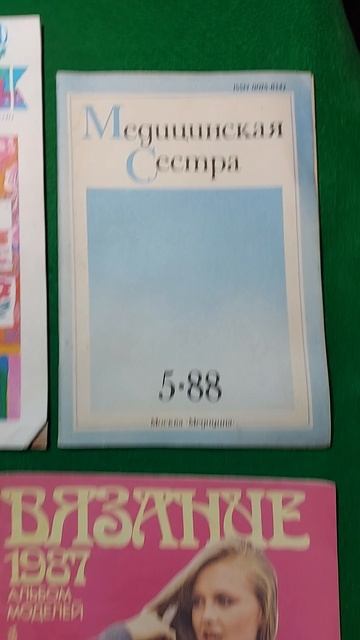 Медицинская
Сестра
5·88
Москва «Медицина»
ВЯЗАНИЕ
1987
АЛЬБОМ
МОДЕЛЕЙ